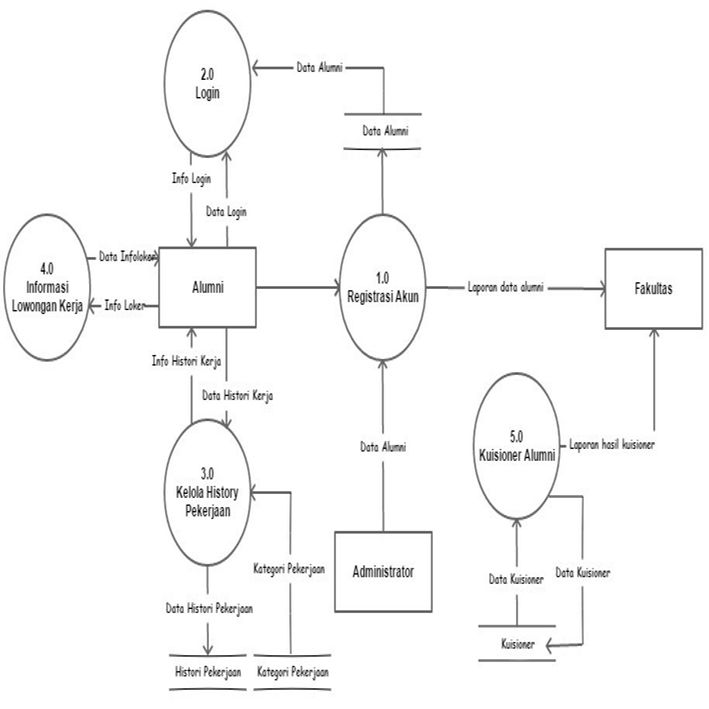 2.0
Login
Data Alumni
Data Alumni
Info Login
Data Login
4.0
Informasi
Lowongan Kerja
Data Infoloker
Info Loker
Alumni
1.0
Registrasi Akun
Laporan data alumni
Fakultas
Info Histori Kerja
Data Histori Kerja
3.0
Kelola History
Pekerjaan
Data Alumni
5.0
Kuisioner Alumni
Laporan hasil kuisioner
Administrator
Kategori Pekerjaan
Data Kuisioner
Data Kuisioner
Data Histori Pekerjaan
Kuisioner
Histori Pekerjaan
Kategori Pekerjaan